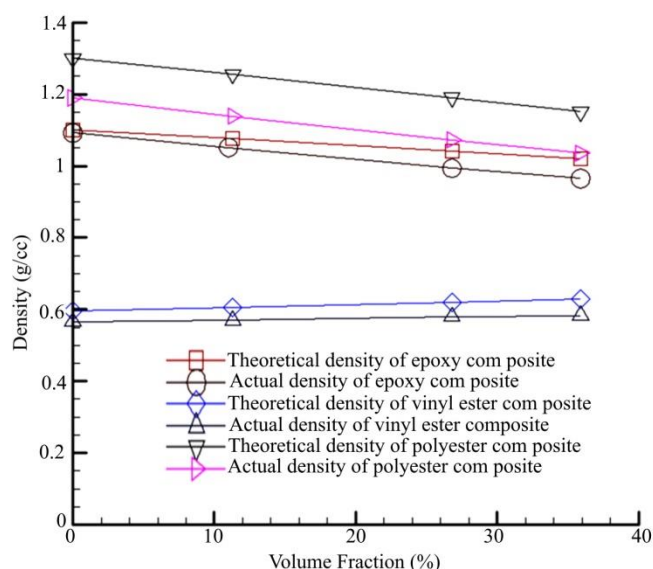 1.4
1.2
1
0.8
0.6
0.4
0.2
0
Density (g/cc)
Theoretical density of epoxy com posite
Actual density of epoxy com posite
Theoretical density of vinyl ester com posite
Actual density of vinyl ester composite
Theoretical density of polyester com posite
Actual density of polyester com posite
0 10 20 30 40
Volume Fraction (%)